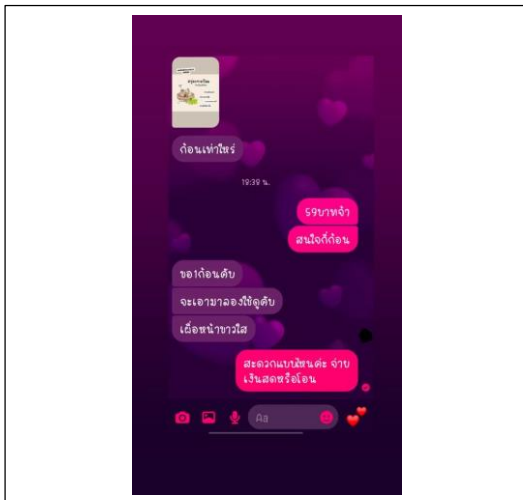 ก้อนเท่าใหร่
19:39 น.
59บาทจ้า
สนใจกี่ก้อน
ขอ1ก้อนคับ
จะเอามาลองใช้ดูคับ
เผื่อหน้าขาวใส
สะดวกแบบไหนค่ะ จ่าย
เงินสดหรือโอน
Aa